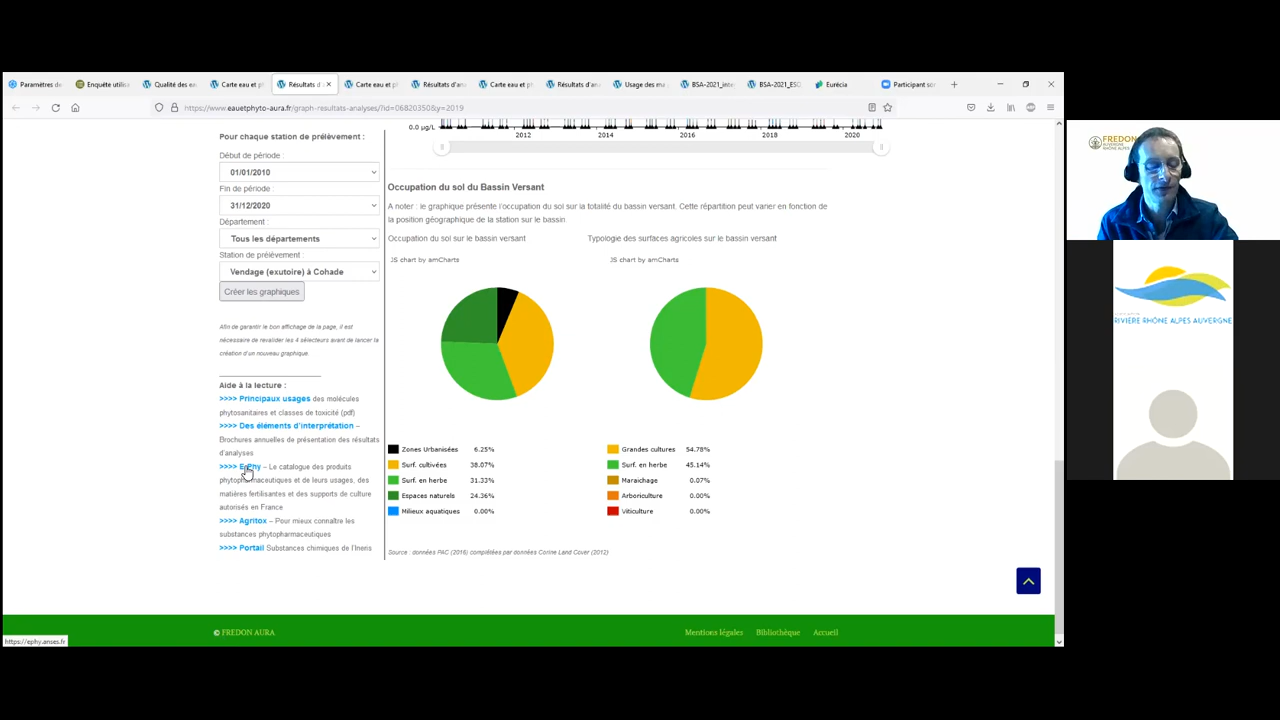 Paramètres de
Enquête utilisa
Qualité des ea
Carte eau et ph
Résultats d'
Carte eau et p
Résultats d'ana
Carte eau et p
Résultats d'ana
Usage des mu
BSA-2021_inte
BSA-2021_ESO
Eurécia
Participant so
https://www.eauetphyto-aura.fr/graph-resultats-analyses/?id=06820350&y=2019
Pour chaque station de prélèvement :
Début de période :
01/01/2010
Fin de période :
31/12/2020
Département :
Tous les départements
Station de prélèvement :
Vendage (exutoire) à Cohade
Créer les graphiques
Afin de garantir le bon affichage de la page, il est
nécessaire de revalider les 4 sélecteurs avant de lancer la
création d'un nouveau graphique.
Aide à la lecture :
>>>> Principaux usages des molécules
phytosanitaires et classes de toxicité (pdf)
>>>> Des éléments d'interprétation –
Brochures annuelles de présentation des résultats
d'analyses
>>>> E-Phy – Le catalogue des produits
phytopharmaceutiques et de leurs usages, des
matières fertilisantes et des supports de culture
autorisés en France
>>>> Agritox – Pour mieux connaître les
substances phytopharmaceutiques
>>>> Portail Substances chimiques de l'Ineris
0.0 µg/L
2012 2014 2016 2018 2020
Occupation du sol du Bassin Versant
A noter : le graphique présente l'occupation du sol sur la totalité du bassin versant. Cette répartition peut varier en fonction de
la position géographique de la station sur le bassin
Occupation du sol sur le bassin versant
JS chart by amCharts
Zones Urbanisées 6.25%
Surf. cultivées 38.07%
Surf. en herbe 31.33%
Espaces naturels 24.36%
Milieux aquatiques 0.00%
Typologie des surfaces agricoles sur le bassin versant
JS chart by amCharts
Grandes cultures 54.78%
Surf. en herbe 45.14%
Maraichage 0.07%
Arboriculture 0.00%
Viticulture 0.00%
Source : données PAC (2016) complétées par données Corine Land Cover (2012)
© FREDON AURA
Mentions légales Bibliothèque Accueil
https://ephy.anses.fr
FREDON
AUVERGNE
RHÔNE ALPES
RIVIERE RHÔNE ALPES AUVERGNE